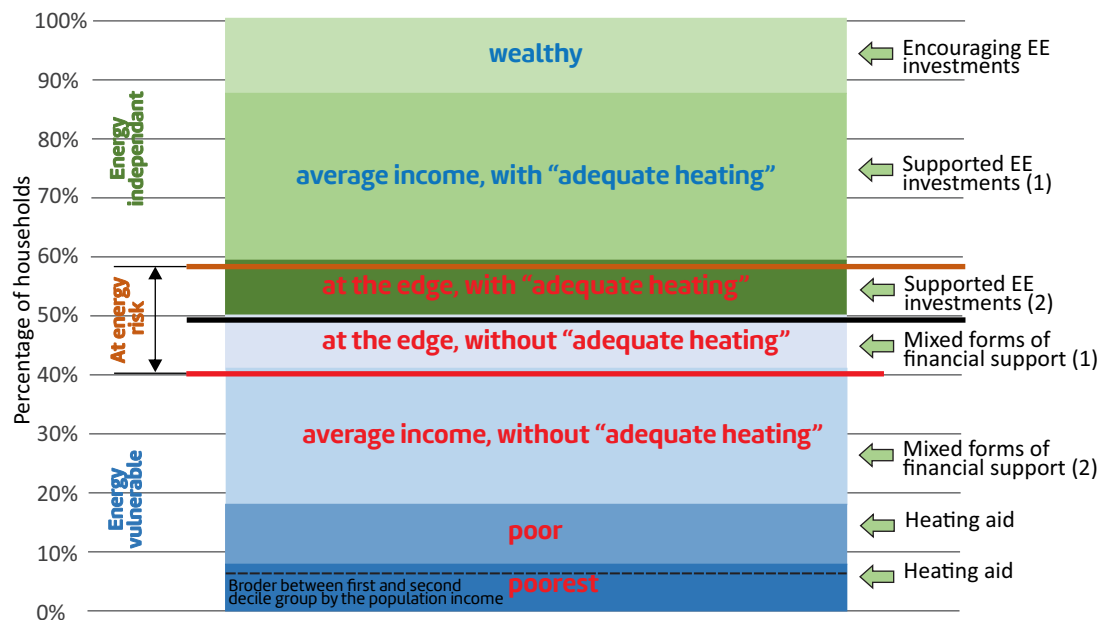 100%
90%
80%
70%
60%
50%
40%
30%
20%
10%
0%
Percentage of households
Energy
independant
At energy
risk
Energy
vulnerable
wealthy
average income, with “adequate heating”
at the edge, with “adequate heating”
at the edge, without “adequate heating”
average income, without “adequate heating”
poor
poorest
Broder between first and second
decile group by the population income
Encouraging EE
investments
Supported EE
investments (1)
Supported EE
investments (2)
Mixed forms of
financial support (1)
Mixed forms of
financial support (2)
Heating aid
Heating aid